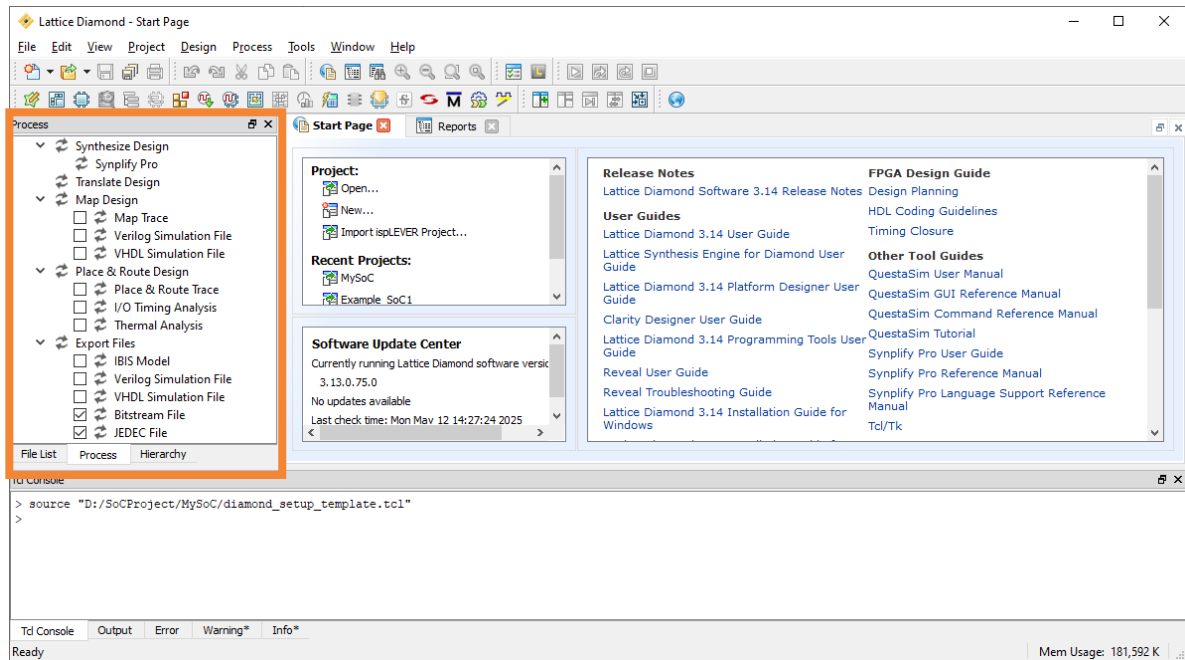 Lattice Diamond - Start Page
File Edit View Project Design Process Tools Window Help
Process
Synthesize Design
Synplify Pro
Translate Design
Map Design
Map Trace
Verilog Simulation File
VHDL Simulation File
Place & Route Design
Place & Route Trace
I/O Timing Analysis
Thermal Analysis
Export Files
IBIS Model
Verilog Simulation File
VHDL Simulation File
Bitstream File
JEDEC File
File List Process Hierarchy
Start Page Reports
Project:
Open...
New...
Import ispLEVER Project...
Recent Projects:
MySoC
Example_SoC1
Software Update Center
Currently running Lattice Diamond software versic
3.13.0.75.0
No updates available
Last check time: Mon May 12 14:27:24 2025
Release Notes
Lattice Diamond Software 3.14 Release Notes
User Guides
Lattice Diamond 3.14 User Guide
Lattice Synthesis Engine for Diamond User
Guide
Lattice Diamond 3.14 Platform Designer User
Guide
Clarity Designer User Guide
Lattice Diamond 3.14 Programming Tools User
Guide
Reveal User Guide
Reveal Troubleshooting Guide
Lattice Diamond 3.14 Installation Guide for
Windows
FPGA Design Guide
Design Planning
HDL Coding Guidelines
Timing Closure
Other Tool Guides
QuestaSim User Manual
QuestaSim GUI Reference Manual
QuestaSim Command Reference Manual
QuestaSim Tutorial
Synplify Pro User Guide
Synplify Pro Reference Manual
Synplify Pro Language Support Reference
Manual
Tcl/Tk
Tcl Console
> source "D:/SoCProject/MySoC/diamond_setup_template.tcl"
>
Tcl Console Output Error Warning* Info*
Ready Mem Usage: 181,592 K